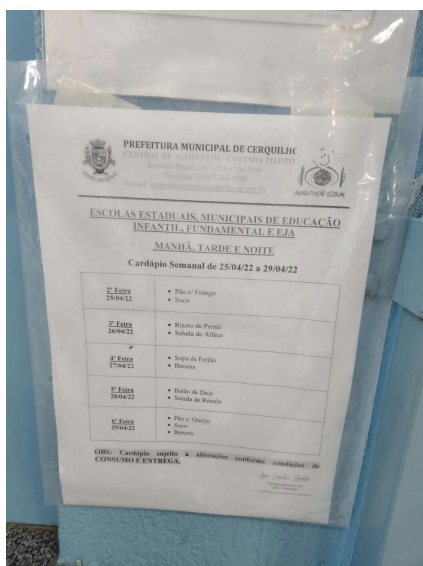 PREFEITURA MUNICIPAL DE CERQUILHO
CENTRAL DE ALIMENTOS - COZINHA PILOTO
ALIMENTAÇÃO ESCOLAR
ESCOLAS ESTADUAIS, MUNICIPAIS DE EDUCAÇÃO
INFANTIL, FUNDAMENTAL E EJA
MANHÃ, TARDE E NOITE
Cardápio Semanal de 25/04/22 a 29/04/22
2ª Feira
25/04/22
• Pão c/ Frango
• Suco
3ª Feira
26/04/22
• Risoto de Pernil
• Salada de Alface
4ª Feira
27/04/22
• Sopa de Feijão
• Banana
5ª Feira
28/04/22
• Baião de Dois
• Salada de Rúcula
6ª Feira
29/04/22
• Pão c/ Queijo
• Suco
• Banana
OBS: Cardápio sujeito a alterações conforme condições de
CONSUMO E ENTREGA.